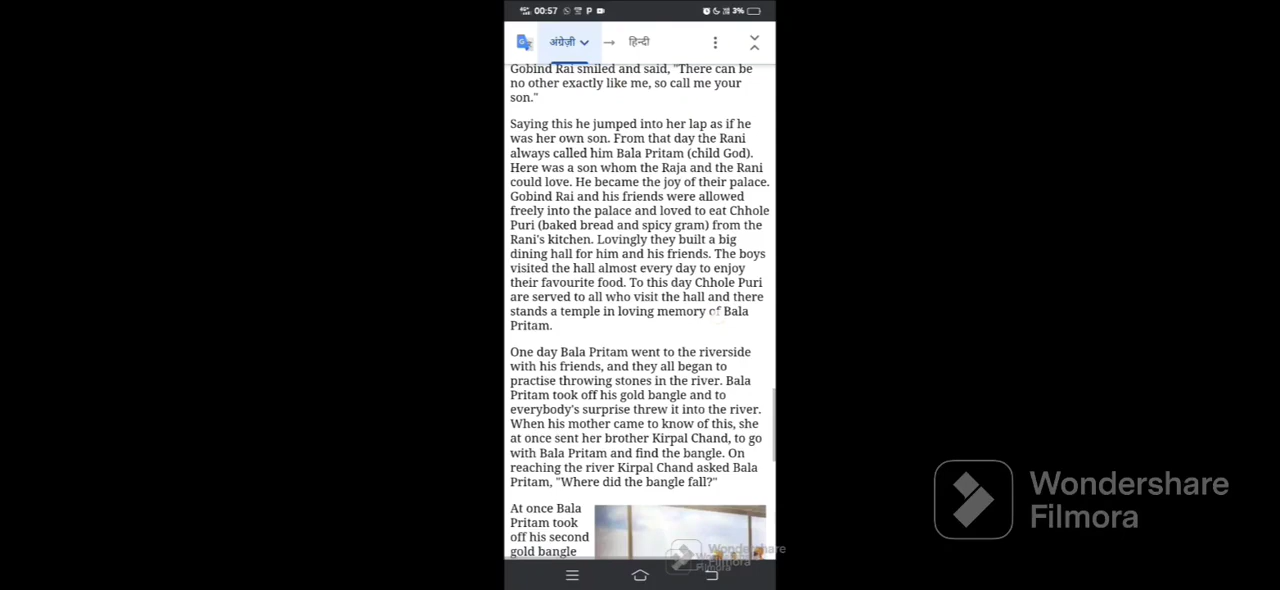 00:57 P 3%
अंग्रेज़ी → हिन्दी
Gobind Rai smiled and said, "There can be
no other exactly like me, so call me your
son."
Saying this he jumped into her lap as if he
was her own son. From that day the Rani
always called him Bala Pritam (child God).
Here was a son whom the Raja and the Rani
could love. He became the joy of their palace.
Gobind Rai and his friends were allowed
freely into the palace and loved to eat Chhole
Puri (baked bread and spicy gram) from the
Rani's kitchen. Lovingly they built a big
dining hall for him and his friends. The boys
visited the hall almost every day to enjoy
their favourite food. To this day Chhole Puri
are served to all who visit the hall and there
stands a temple in loving memory of Bala
Pritam.
One day Bala Pritam went to the riverside
with his friends, and they all began to
practise throwing stones in the river. Bala
Pritam took off his gold bangle and to
everybody's surprise threw it into the river.
When his mother came to know of this, she
at once sent her brother Kirpal Chand, to go
with Bala Pritam and find the bangle. On
reaching the river Kirpal Chand asked Bala
Pritam, "Where did the bangle fall?"
At once Bala
Pritam took
off his second
gold bangle
Wondershare
Filmora
Wondershare
Filmora